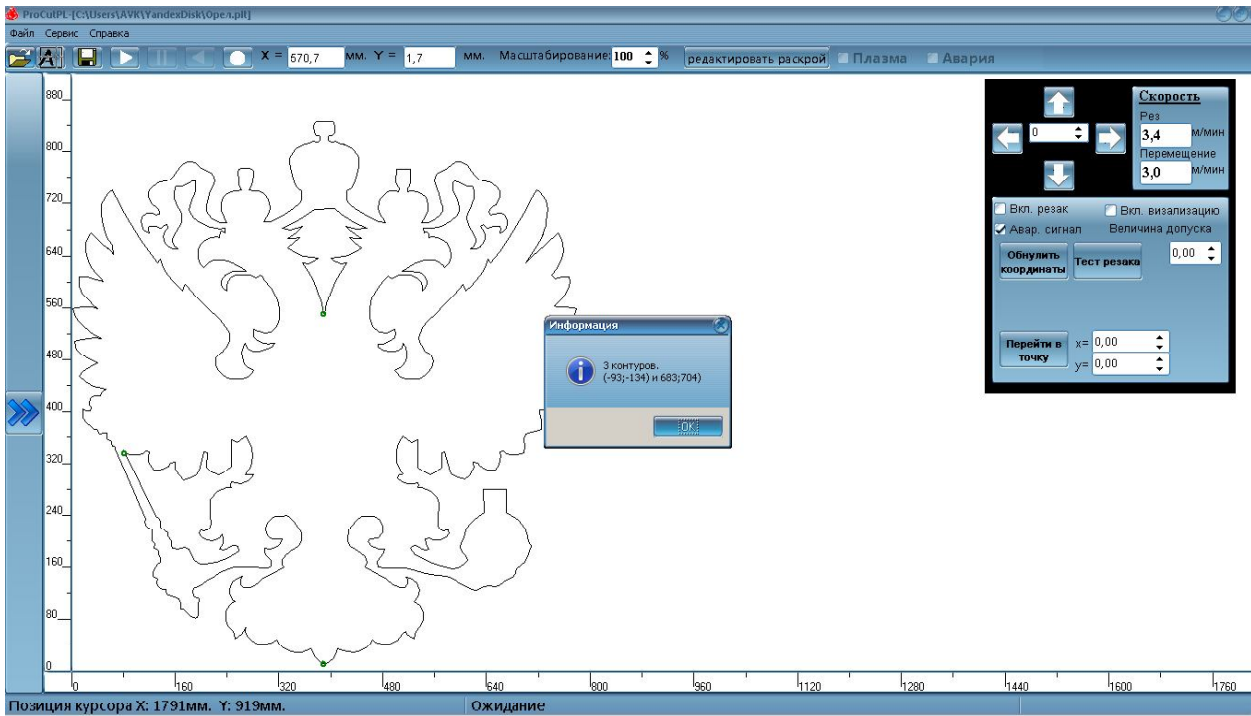 ProCutPL-[C:\Users\AVK\YandexDisk\Орел.plt]
Файл Сервис Справка
X = 570,7 мм. Y = 1,7 мм. Масштабирование: 100 % редактировать раскрой Плазма Авария
880
800
720
640
560
480
400
320
240
160
80
0
0 160 320 480 640 800 960 1120 1280 1440 1600 1760
Скорость
Рез
0
3,4 м/мин
Перемещение
3,0 м/мин
Вкл. резак Вкл. визализацию
Авар. сигнал Величина допуска
Обнулить координаты Тест резака 0,00
Перейти в точку x= 0,00
y= 0,00
Информация
3 контуров.
(-93;-134) и 683;704)
OK
Позиция курсора X: 1791мм. Y: 919мм. Ожидание